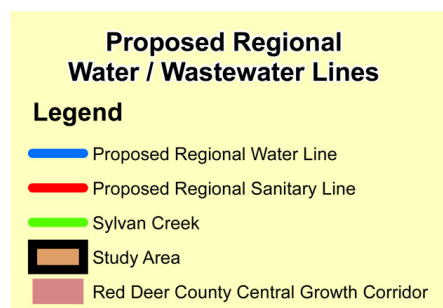 Proposed Regional
Water / Wastewater Lines
Legend
Proposed Regional Water Line
Proposed Regional Sanitary Line
Sylvan Creek
Study Area
Red Deer County Central Growth Corridor